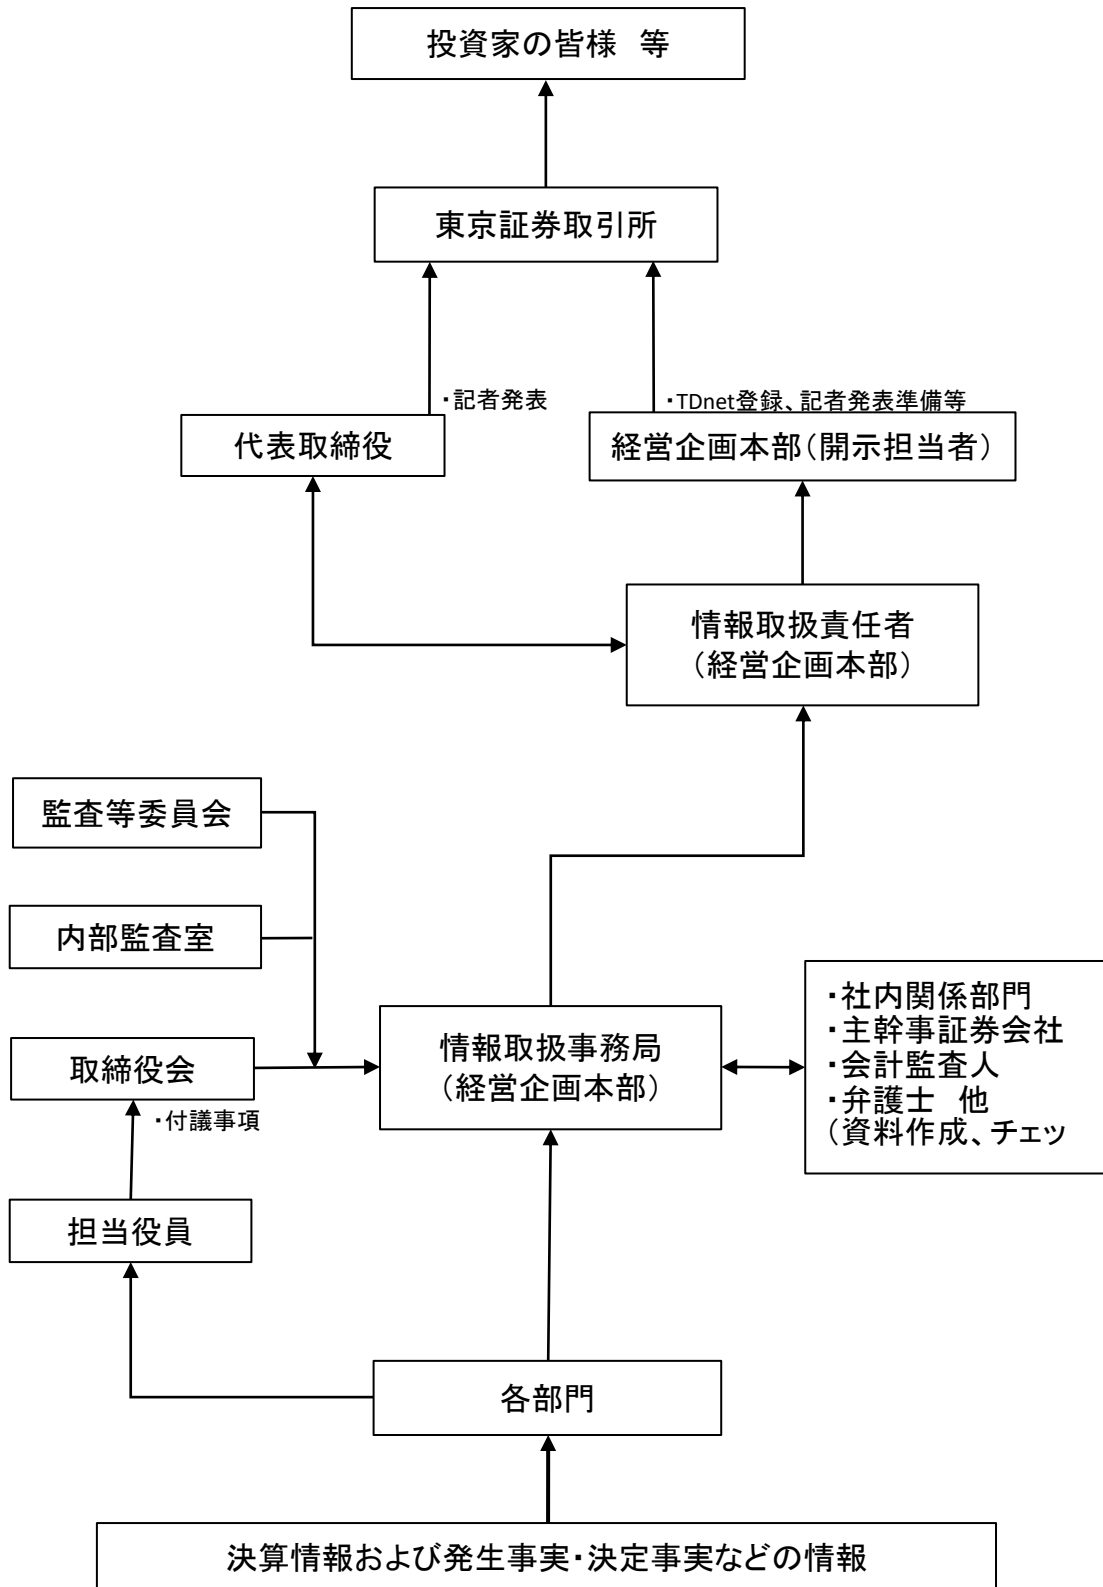 投資家の皆様　等
東京証券取引所
・記者発表
・TDnet登録、記者発表準備等
代表取締役
経営企画本部（開示担当者）
情報取扱責任者
（経営企画本部）
監査等委員会
内部監査室
取締役会
・付議事項
情報取扱事務局
（経営企画本部）
・社内関係部門
・主幹事証券会社
・会計監査人
・弁護士　他
（資料作成、チェッ
担当役員
各部門
決算情報および発生事実・決定事実などの情報